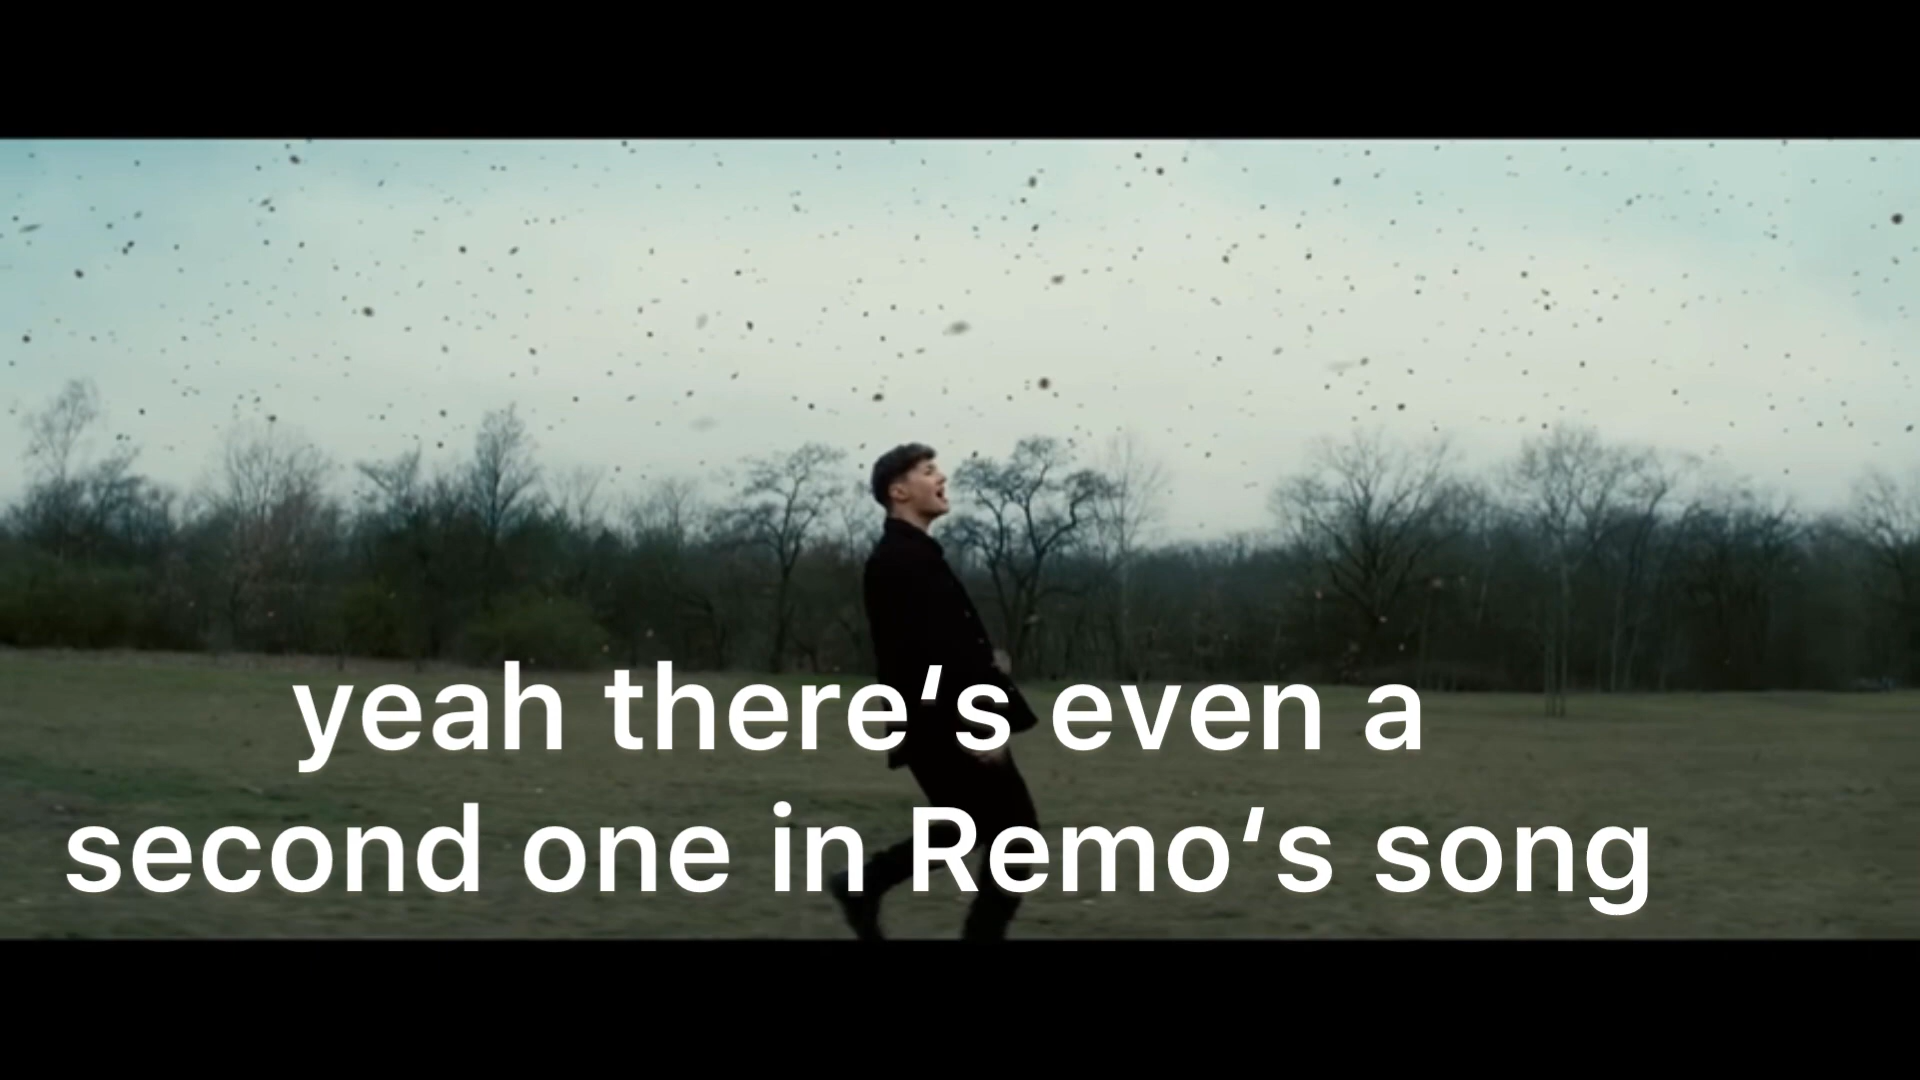 yeah there‘s even a
second one in Remo‘s song